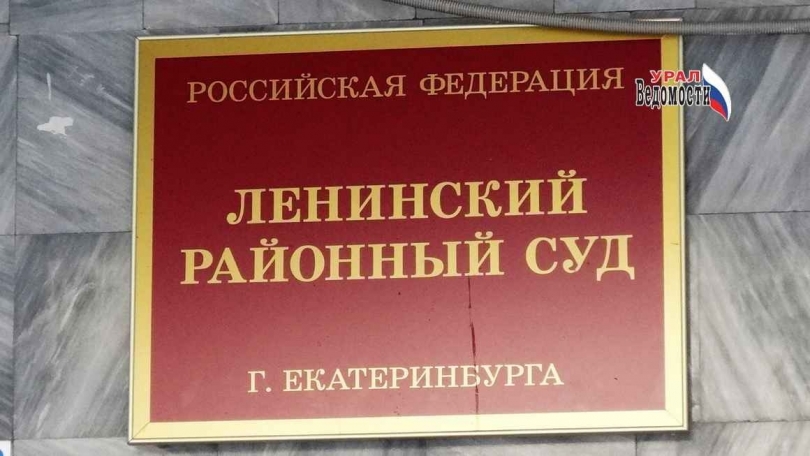 РОССИЙСКАЯ ФЕДЕРАЦИЯ
УРАЛ
Ведомости
ЛЕНИНСКИЙ
РАЙОННЫЙ СУД
Г. ЕКАТЕРИНБУРГА